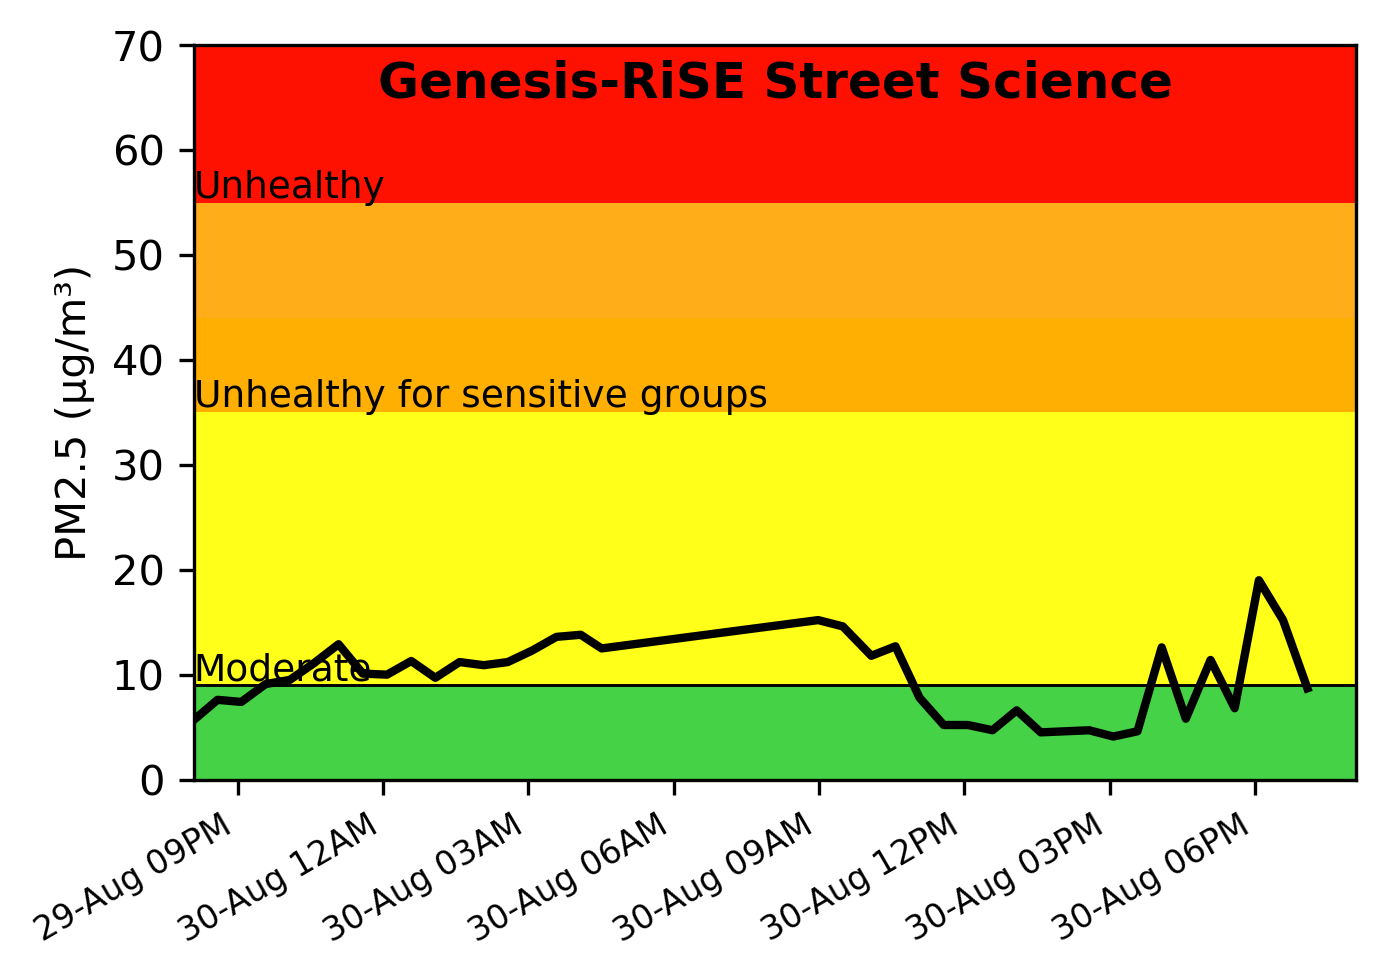 Genesis-RiSE Street Science
70
60
50
40
30
20
10
0
PM2.5 (µg/m³)
Unhealthy
Unhealthy for sensitive groups
Moderate
29-Aug 09PM
30-Aug 12AM
30-Aug 03AM
30-Aug 06AM
30-Aug 09AM
30-Aug 12PM
30-Aug 03PM
30-Aug 06PM